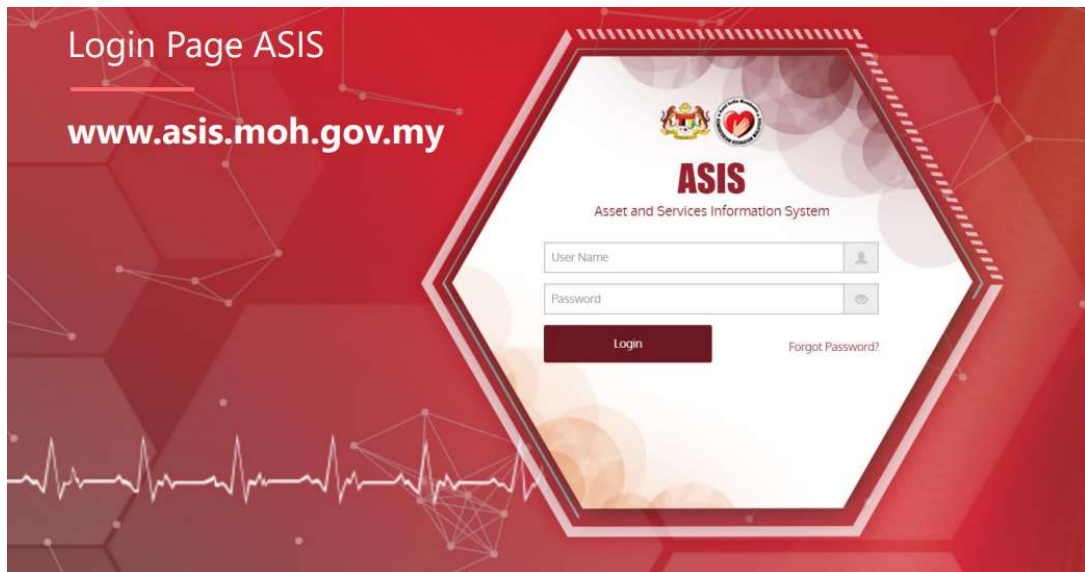 Login Page ASIS
www.asis.moh.gov.my
ASIS
Asset and Services Information System
User Name
Password
Login
Forgot Password?